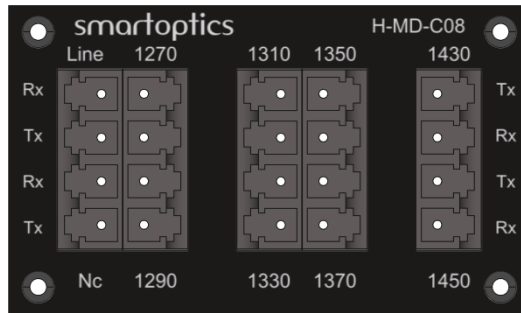 smartoptics H-MD-C08
Line 1270 1310 1350 1430
Rx Tx
Tx Rx
Rx Tx
Tx Rx
Nc 1290 1330 1370 1450